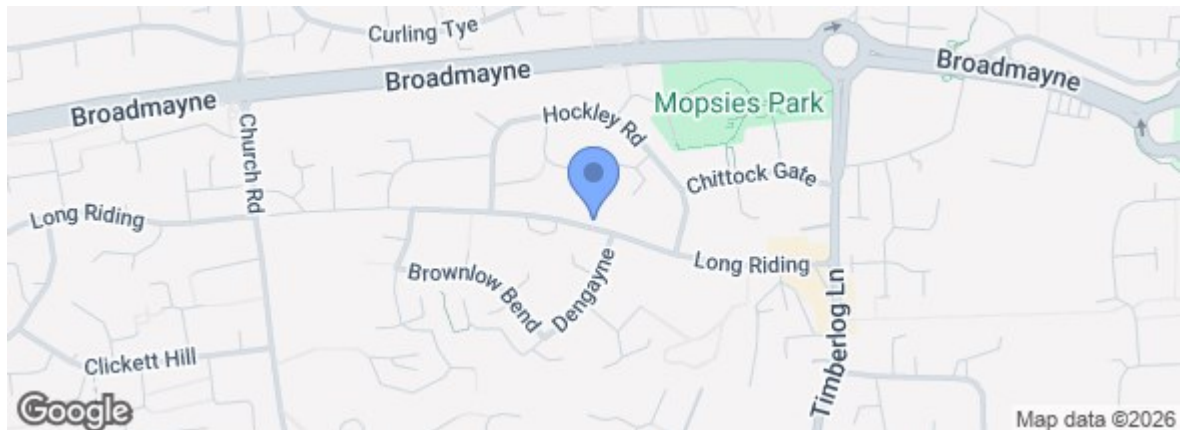 Curling Tye
Broadmayne
Broadmayne
Broadmayne
Mopsies Park
Hockley Rd
Church Rd
Chittock Gate
Long Riding
Long Riding
Brownlow Bend
Dengayne
Timberlog Ln
Clickett Hill
Google
Map data ©2026